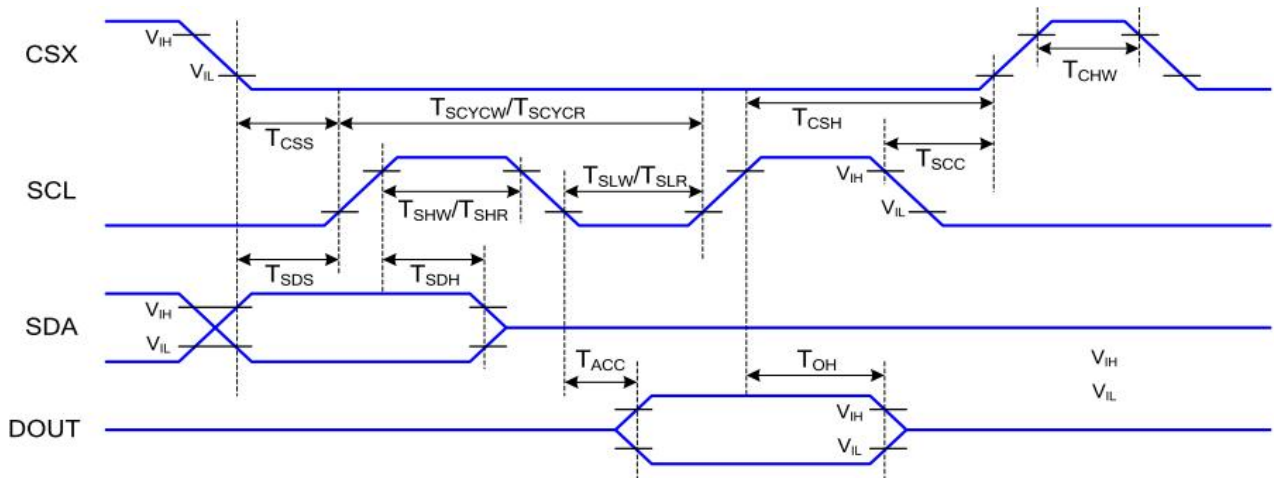 CSX
VIH
VIL
TCHW
TSCYCW/TSCYCR
TCSH
TCSS
TSCC
SCL
TSLW/TSLR
VIH
TSHW/TSHR
VIL
TSDS
TSDH
SDA
VIH
VIL
TACC
TOH
VIH
VIL
DOUT
VIH
VIL